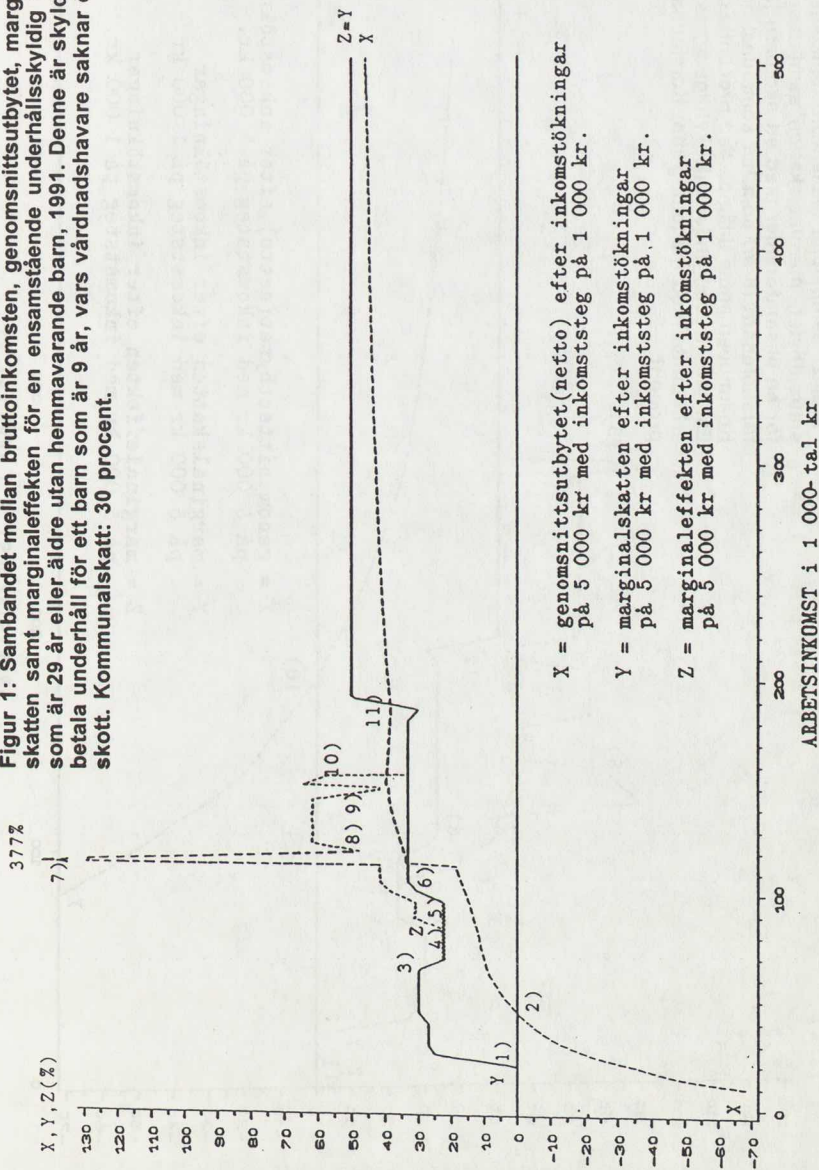 Figur 1: Sambandet mellan bruttoinkomsten, genomsnittsutbytet, marg
skatten samt marginaleffekten för en ensamstående underhållsskyldig
som är 29 år eller äldre utan hemmavarande barn, 1991. Denne är skyld
betala underhåll för ett barn som är 9 år, vars vårdnadshavare saknar
skott. Kommunalskatt: 30 procent.
X,Y,Z(%)
377%
7)
130
120
110
100
90
80
70
60
50
40
30
20
10
0
-10
-20
-30
-40
-50
-60
-70
Y 1)
2)
3)
Z
4) 5)
6)
8) 9)
10)
11)
Z=Y
X
X
0
100
200
300
400
500
X = genomsnittsutbytet(netto) efter inkomstökningar
på 5 000 kr med inkomststeg på 1 000 kr.
Y = marginalskatten efter inkomstökningar
på 5 000 kr med inkomststeg på 1 000 kr.
Z = marginaleffekten efter inkomstökningar
på 5 000 kr med inkomststeg på 1 000 kr.
ARBETSINKOMST i 1 000-tal kr